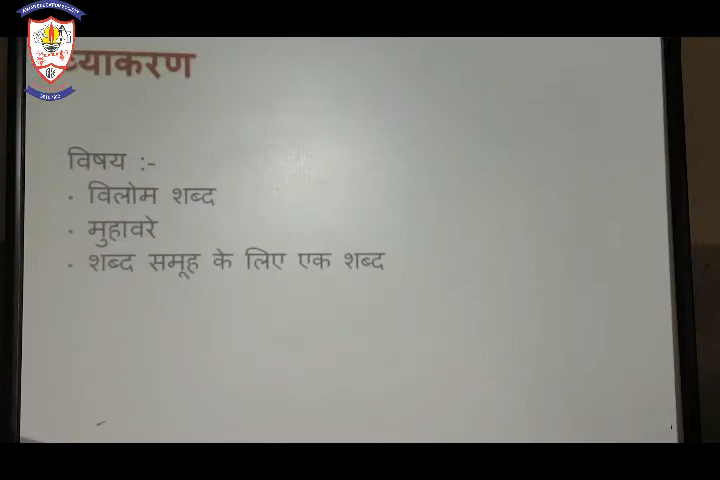 व्याकरण
विषय :-
• विलोम शब्द
• मुहावरे
• शब्द समूह के लिए एक शब्द